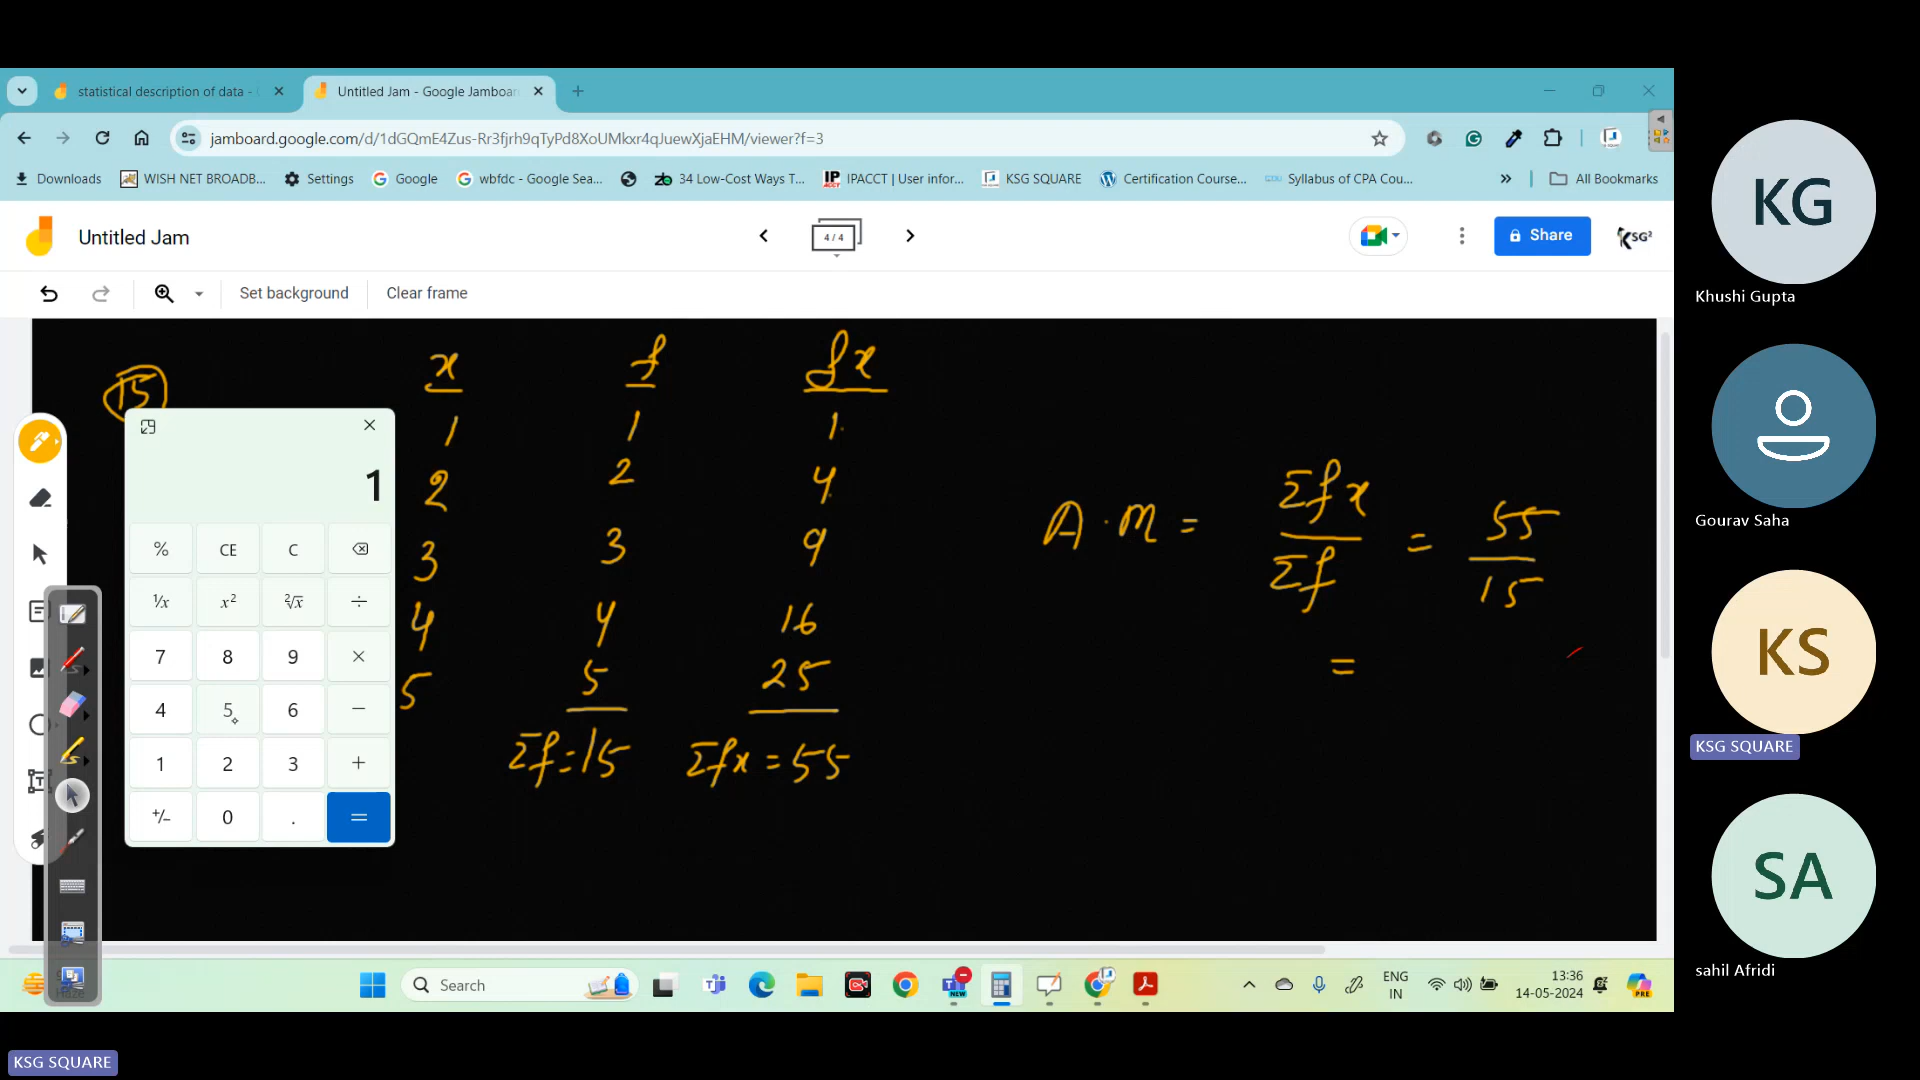 statistical description of data -
Untitled Jam - Google Jamboar
jamboard.google.com/d/1dGQmE4Zus-Rr3fjrh9qTyPd8XoUMkxr4qJuewXjaEHM/viewer?f=3
Downloads WISH NET BROADB... Settings Google wbfdc - Google Sea... 34 Low-Cost Ways T... IPACCT | User infor... KSG SQUARE Certification Course... Syllabus of CPA Cou... » All Bookmarks
Untitled Jam
4 / 4
Share
KSG²
Set background Clear frame
15
x f fx
1 1 1
2 2 4
3 3 9
4 4 16
5 5 25
Σf = 15 Σfx = 55
A.M = Σfx / Σf = 55 / 15
=
1
% CE C
¹/x x² ²√x ÷
7 8 9 ×
4 5 6 −
1 2 3 +
+/− 0 . =
Search
NEW
ENG
IN
13:36
14-05-2024
PRE
KG
Khushi Gupta
Gourav Saha
KS
KSG SQUARE
SA
sahil Afridi
KSG SQUARE